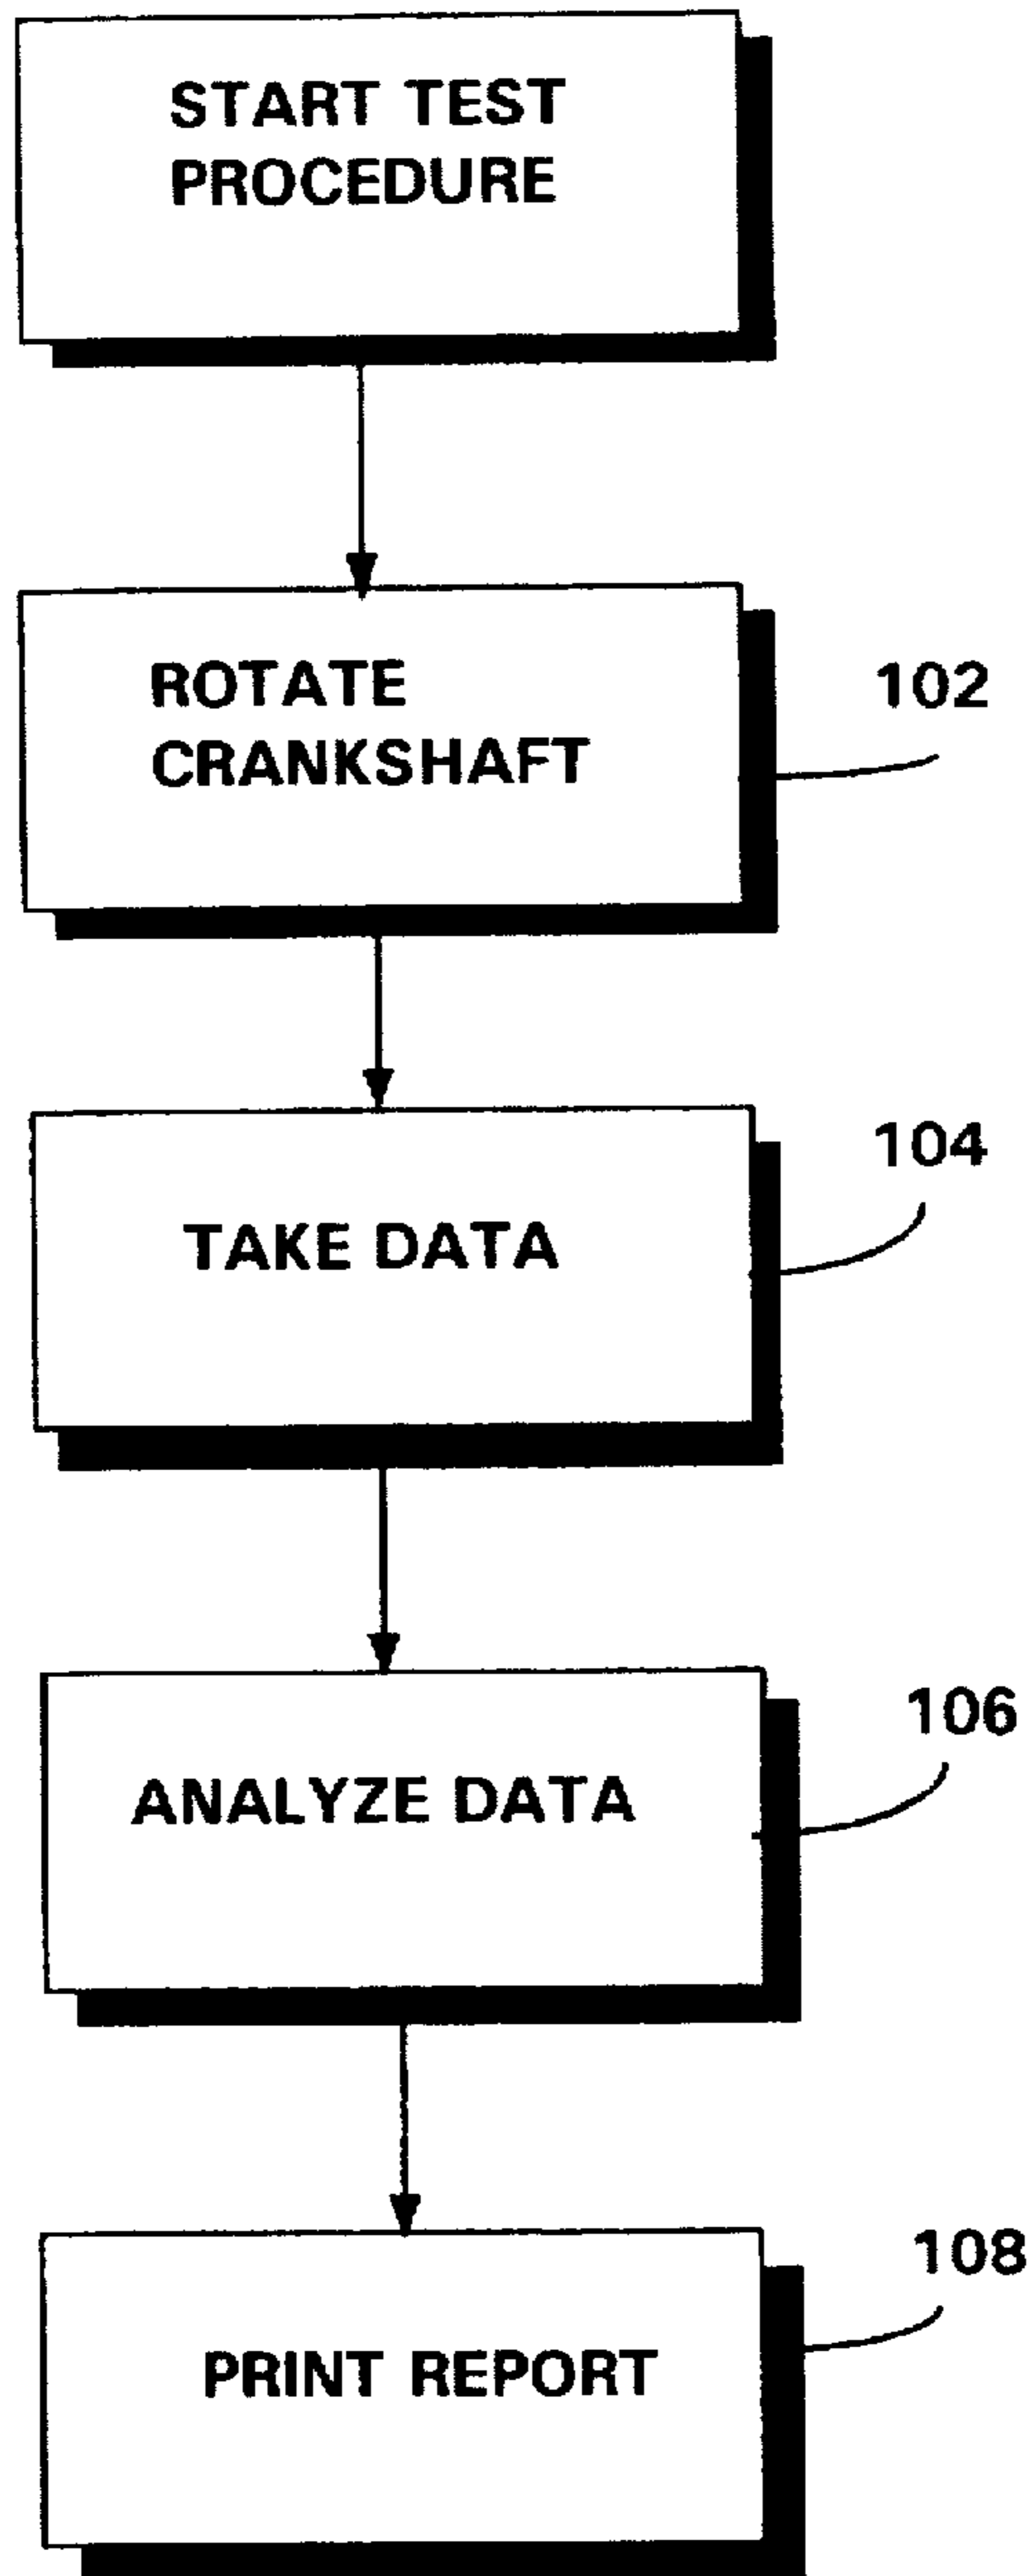 START TEST
PROCEDURE
ROTATE
CRANKSHAFT
102
TAKE DATA
104
ANALYZE DATA
106
PRINT REPORT
108